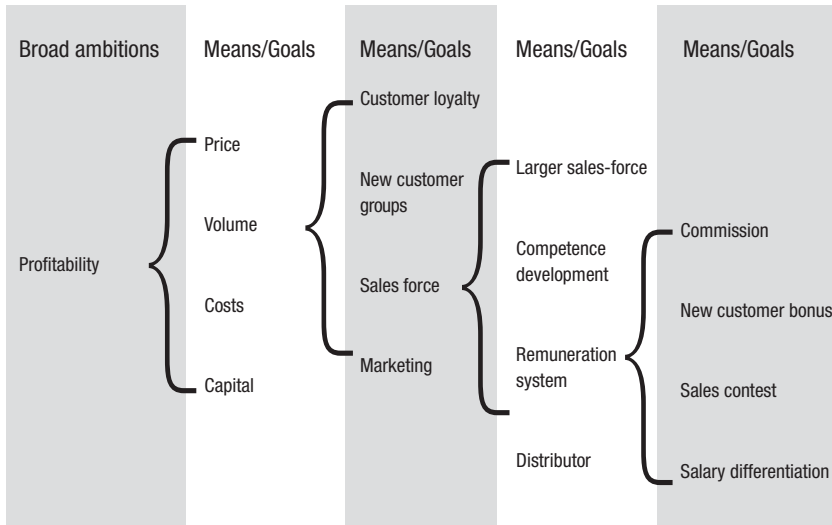 Broad ambitions
Means/Goals
Means/Goals
Means/Goals
Means/Goals
Profitability
Price
Volume
Costs
Capital
Customer loyalty
New customer
groups
Sales force
Marketing
Larger sales-force
Competence
development
Remuneration
system
Distributor
Commission
New customer bonus
Sales contest
Salary differentiation